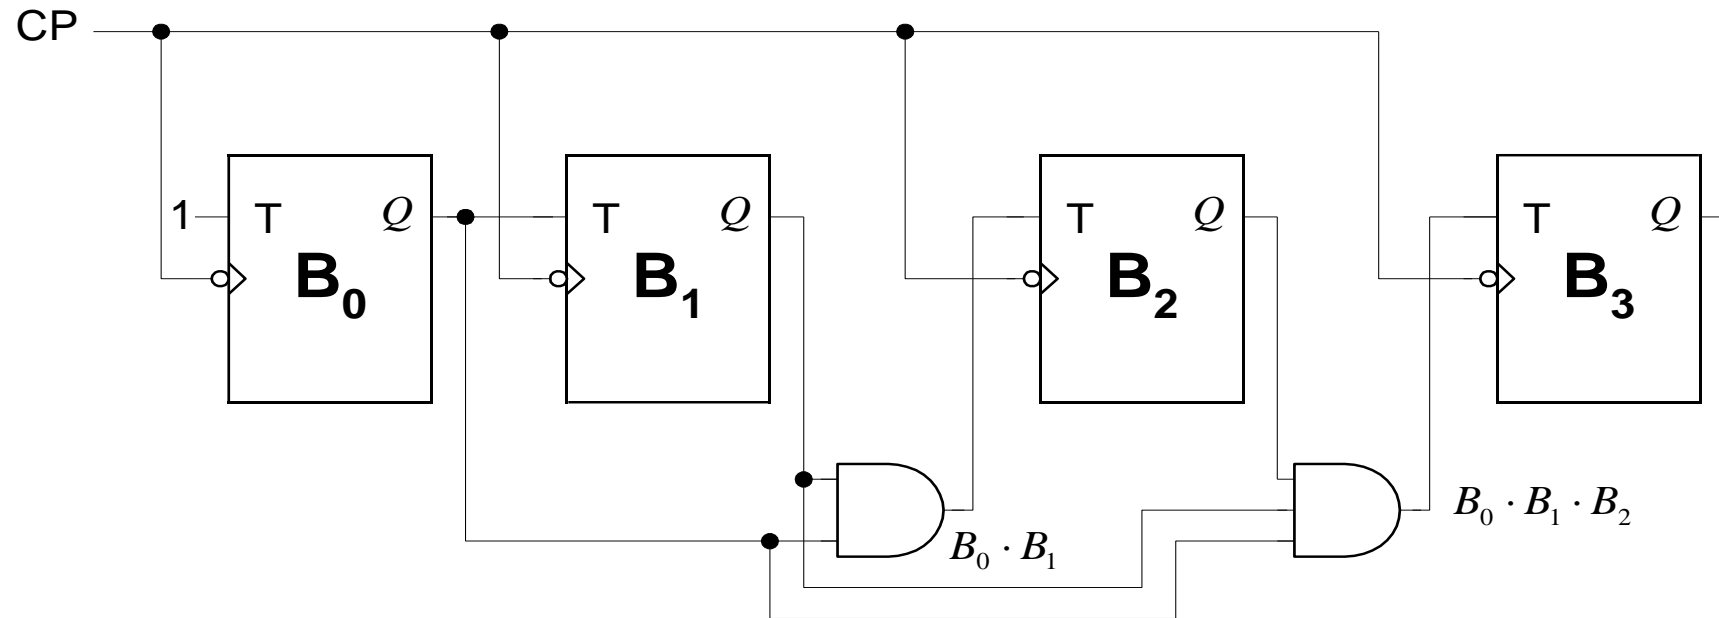 CP
1 T Q T Q T Q T Q
B₀ B₁ B₂ B₃
B₀ · B₁ · B₂
B₀ · B₁